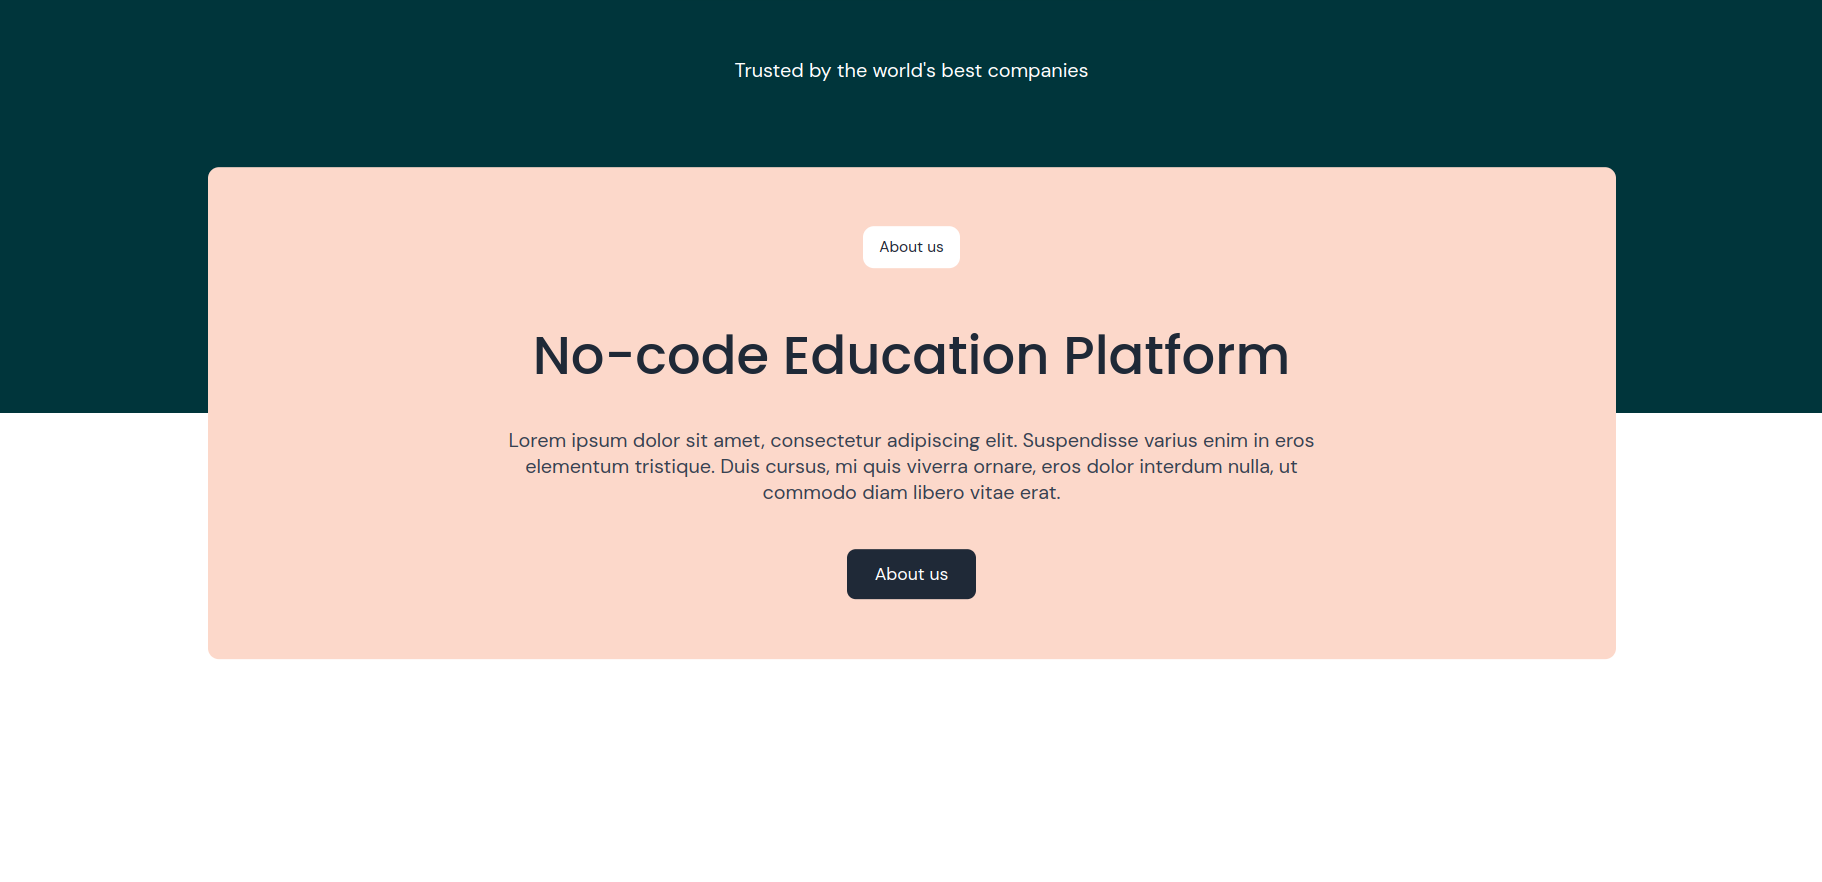 Trusted by the world's best companies
About us
No-code Education Platform
Lorem ipsum dolor sit amet, consectetur adipiscing elit. Suspendisse varius enim in eros
elementum tristique. Duis cursus, mi quis viverra ornare, eros dolor interdum nulla, ut
commodo diam libero vitae erat.
About us